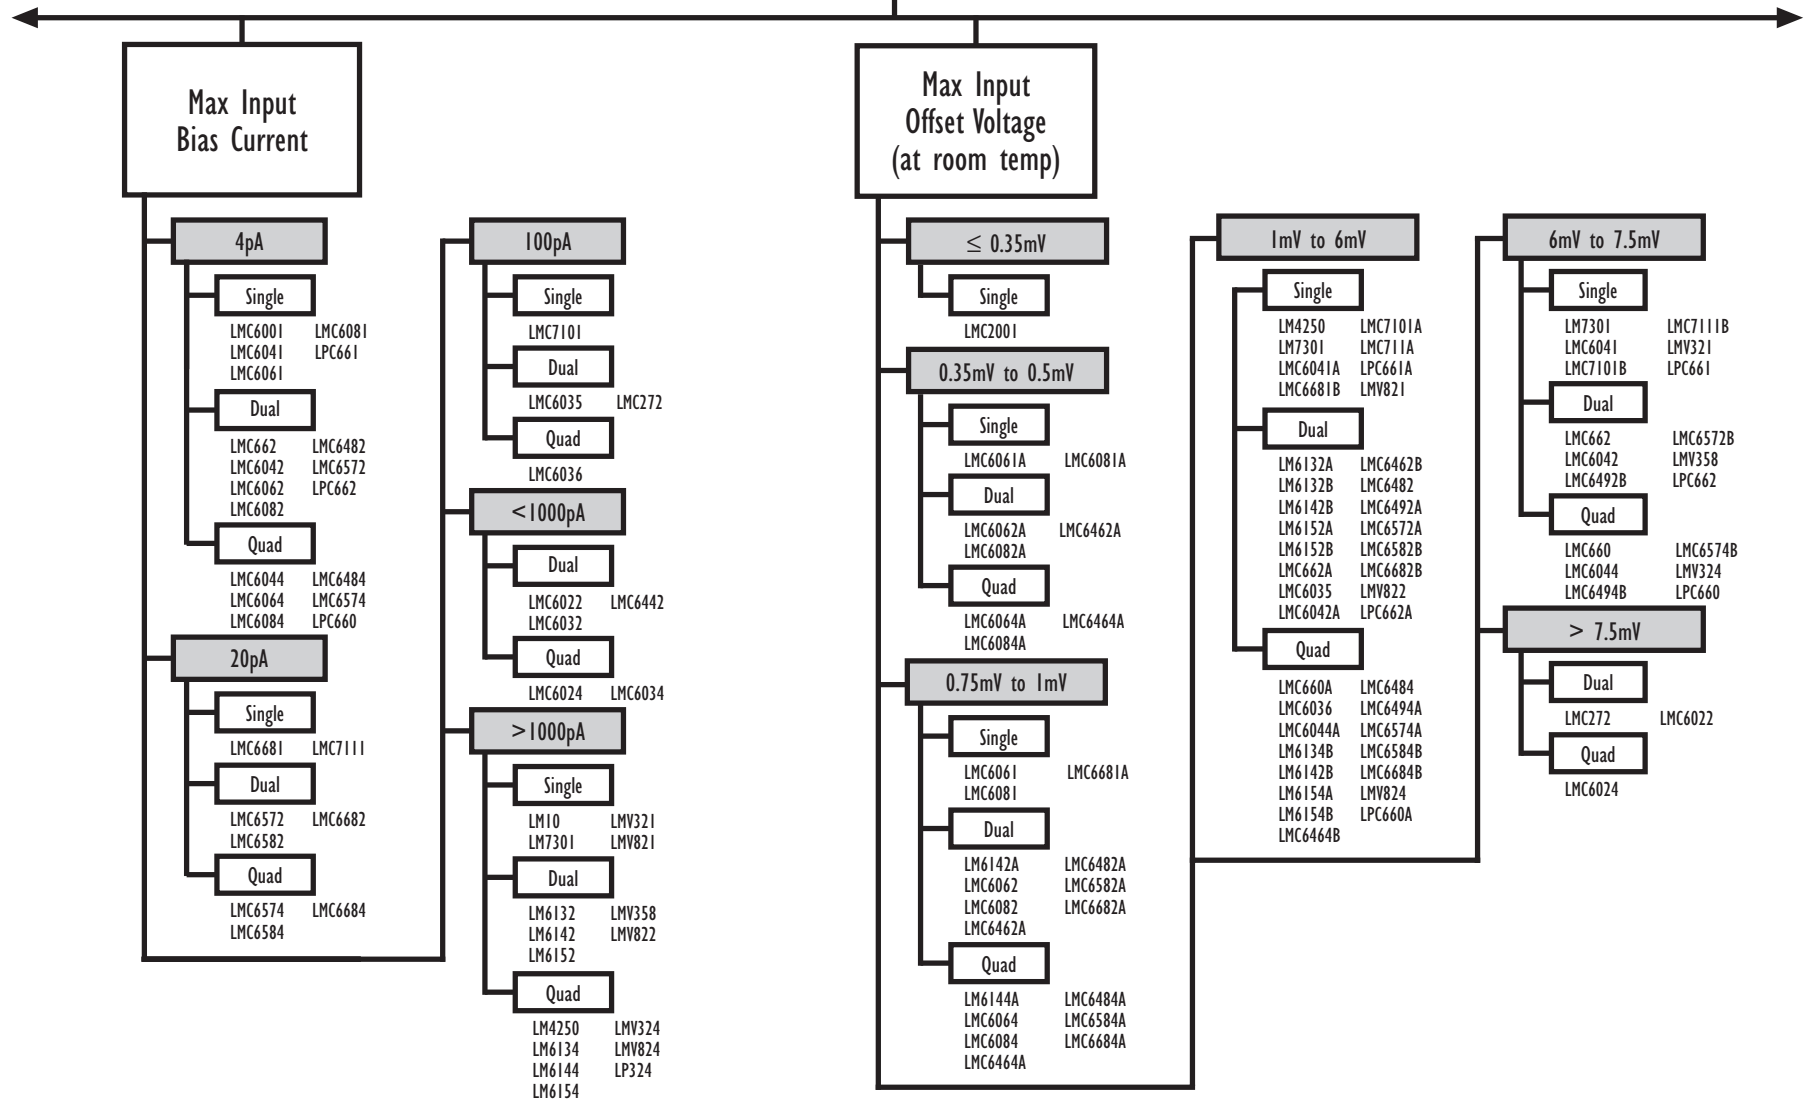 Max Input
Bias Current
4pA
Single
LMC6001 LMC6081
LMC6041 LPC661
LMC6061
Dual
LMC662 LMC6482
LMC6042 LMC6572
LMC6062 LPC662
LMC6082
Quad
LMC6044 LMC6484
LMC6064 LMC6574
LMC6084 LPC660
20pA
Single
LMC6681 LMC7111
Dual
LMC6572 LMC6682
LMC6582
Quad
LMC6574 LMC6684
LMC6584
100pA
Single
LMC7101
Dual
LMC6035 LMC272
Quad
LMC6036
<1000pA
Dual
LMC6022 LMC6442
LMC6032
Quad
LMC6024 LMC6034
>1000pA
Single
LM10 LMV321
LM7301 LMV821
Dual
LM6132 LMV358
LM6142 LMV822
LM6152
Quad
LM4250 LMV324
LM6134 LMV824
LM6144 LP324
LM6154
Max Input
Offset Voltage
(at room temp)
≤ 0.35mV
Single
LMC2001
0.35mV to 0.5mV
Single
LMC6061A LMC6081A
Dual
LMC6062A LMC6462A
LMC6082A
Quad
LMC6064A LMC6464A
LMC6084A
0.75mV to 1mV
Single
LMC6061 LMC6681A
LMC6081
Dual
LM6142A LMC6482A
LMC6062 LMC6582A
LMC6082 LMC6682A
LMC6462A
Quad
LM6144A LMC6484A
LMC6064 LMC6584A
LMC6084 LMC6684A
LMC6464A
1mV to 6mV
Single
LM4250 LMC7101A
LM7301 LMC711A
LMC6041A LPC661A
LMC6681B LMV821
Dual
LM6132A LMC6462B
LM6132B LMC6482
LM6142B LMC6492A
LM6152A LMC6572A
LM6152B LMC6582B
LMC662A LMC6682B
LMC6035 LMV822
LMC6042A LPC662A
Quad
LMC660A LMC6484
LMC6036 LMC6494A
LMC6044A LMC6574A
LM6134B LMC6584B
LM6142B LMC6684B
LM6154A LMV824
LM6154B LPC660A
LMC6464B
6mV to 7.5mV
Single
LM7301 LMC7111B
LMC6041 LMV321
LMC7101B LPC661
Dual
LMC662 LMC6572B
LMC6042 LMV358
LMC6492B LPC662
Quad
LMC660 LMC6574B
LMC6044 LMV324
LMC6494B LPC660
> 7.5mV
Dual
LMC272 LMC6022
Quad
LMC6024